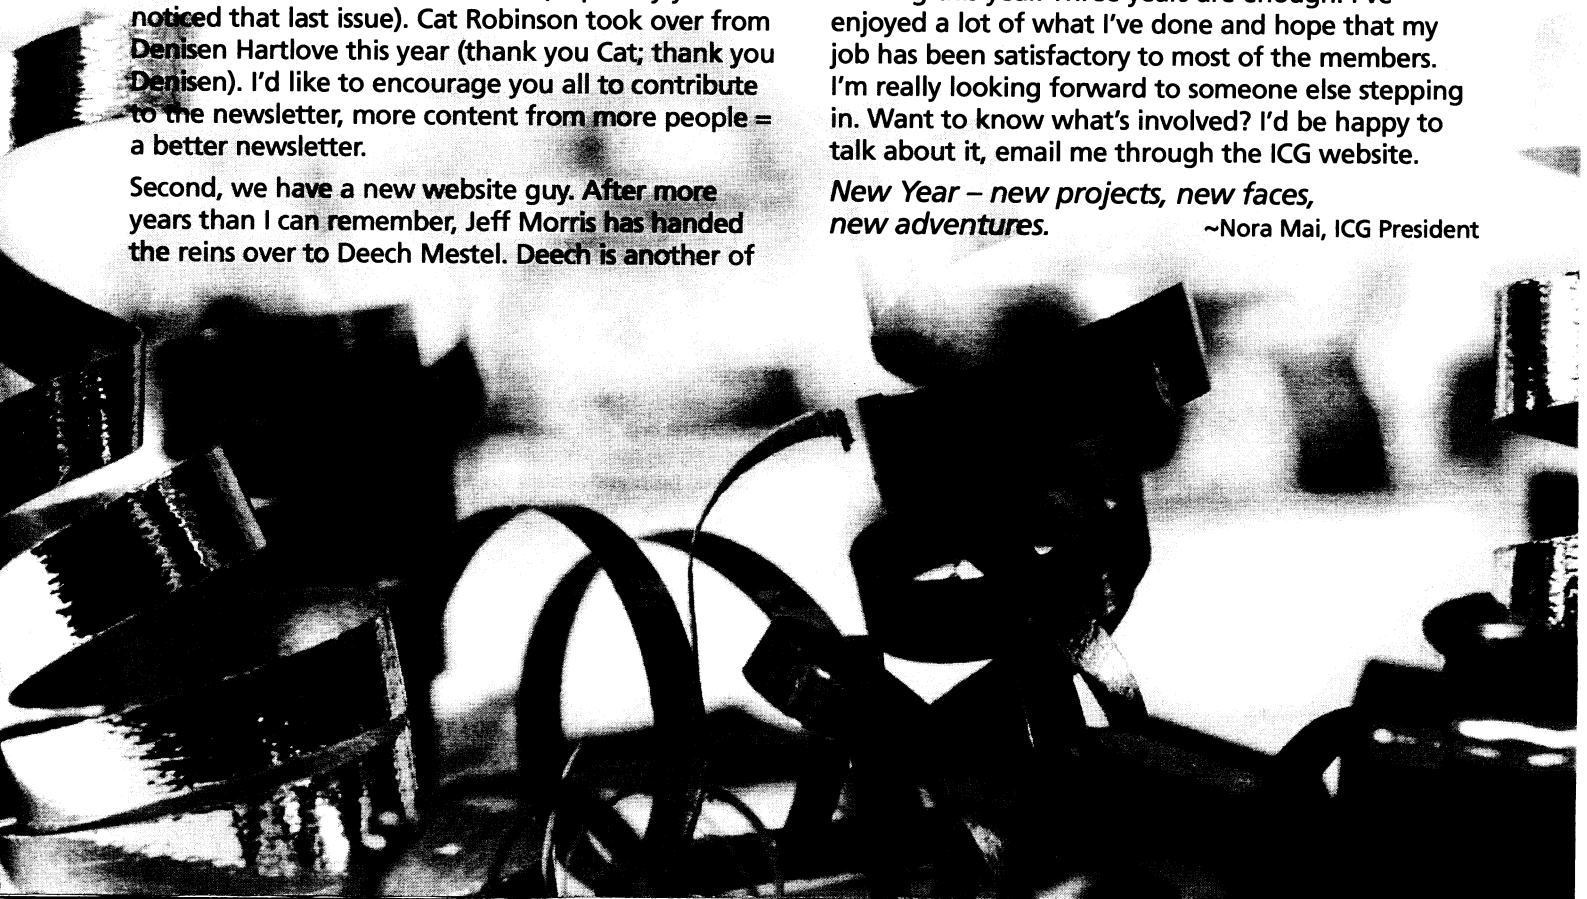 noticed that last issue). Cat Robinson took over from
Denisen Hartlove this year (thank you Cat; thank you
Denisen). I'd like to encourage you all to contribute
to the newsletter, more content from more people =
a better newsletter.
Second, we have a new website guy. After more
years than I can remember, Jeff Morris has handed
the reins over to Deech Mestel. Deech is another of
enjoyed a lot of what I've done and hope that my
job has been satisfactory to most of the members.
I'm really looking forward to someone else stepping
in. Want to know what's involved? I'd be happy to
talk about it, email me through the ICG website.
New Year – new projects, new faces,
new adventures.
~Nora Mai, ICG President